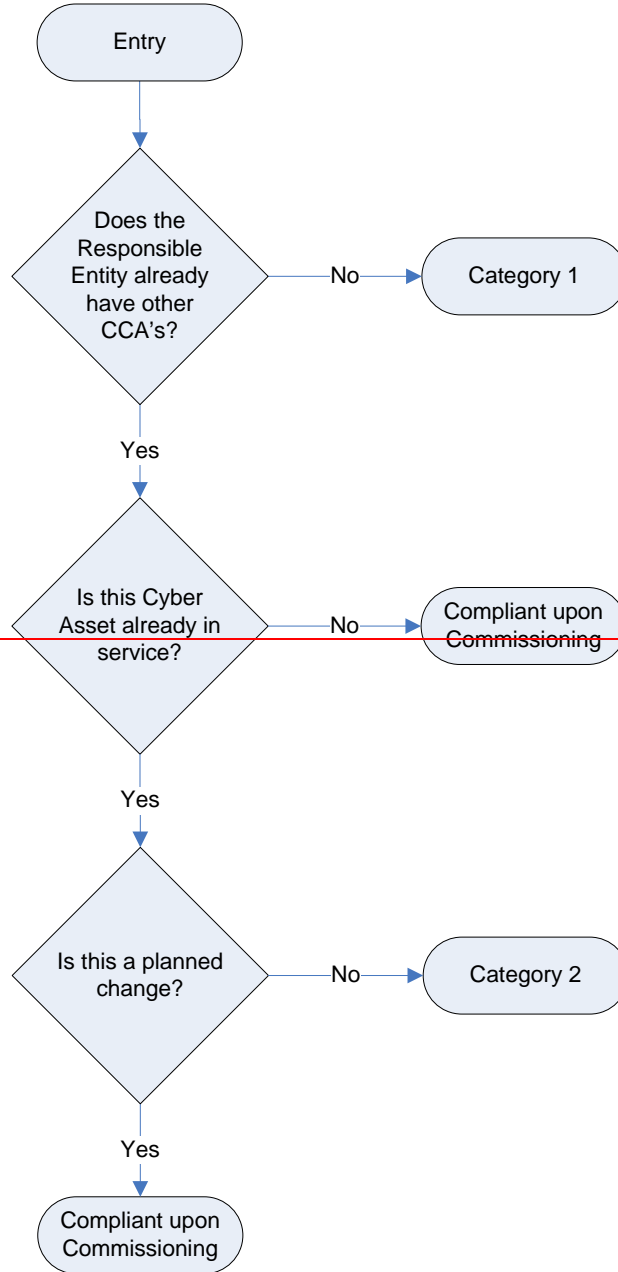 Entry
Does the
Responsible
Entity already
have other
CCA's?
No
Category 1
Yes
Is this Cyber
Asset already in
service?
No
Compliant upon
Commissioning
Yes
Is this a planned
change?
No
Category 2
Yes
Compliant upon
Commissioning